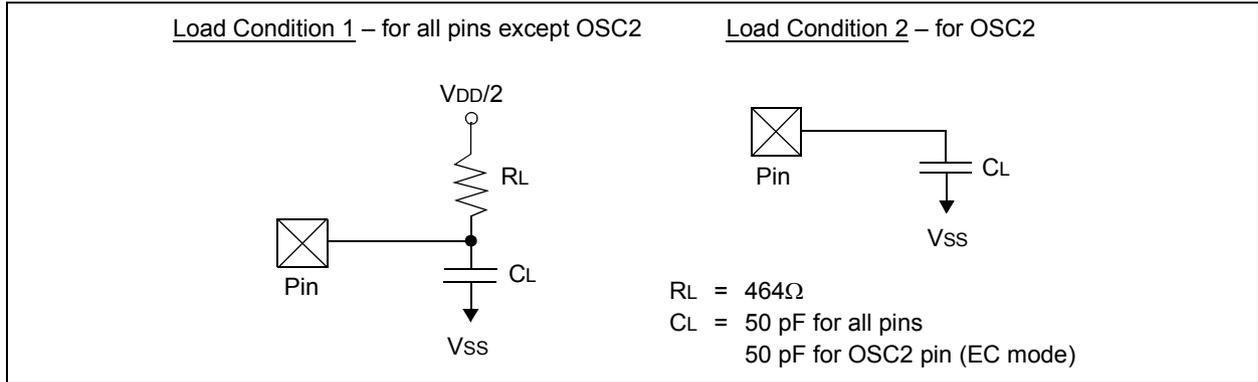 Load Condition 1 – for all pins except OSC2
Load Condition 2 – for OSC2
VDD/2
RL
Pin
CL
VSS
Pin
CL
VSS
RL = 464Ω
CL = 50 pF for all pins
50 pF for OSC2 pin (EC mode)